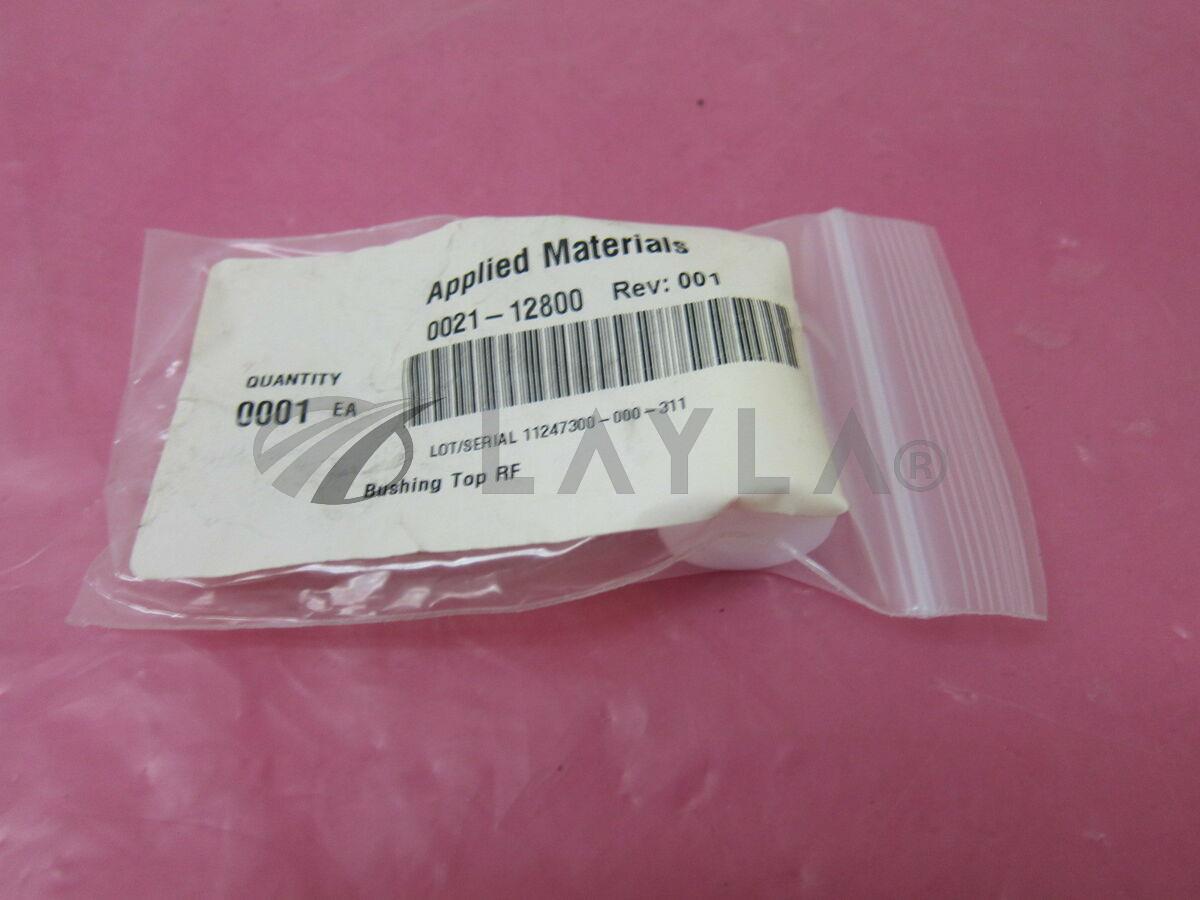 Applied Materials
0021-12800 Rev: 001
QUANTITY
0001 EA
LOT/SERIAL 11247300-000-311
Bushing Top RF
LAYLA®